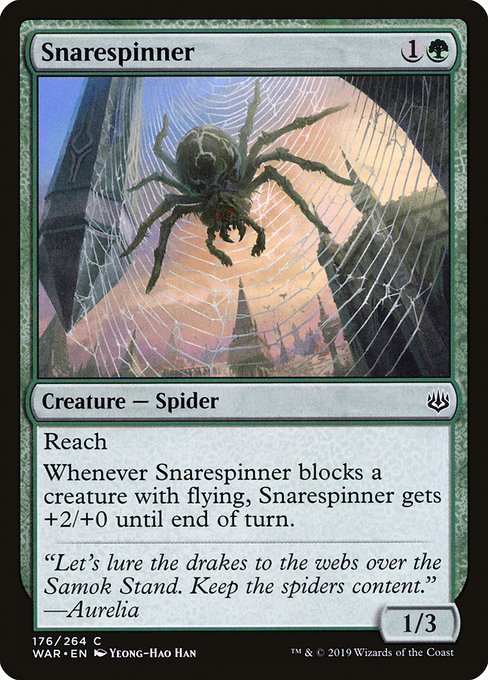 Snarespinner 1
Creature — Spider
Reach
Whenever Snarespinner blocks a
creature with flying, Snarespinner gets
+2/+0 until end of turn.
“Let’s lure the drakes to the webs over the
Samok Stand. Keep the spiders content.”
—Aurelia
1/3
176/264 C
WAR • EN Yeong-Hao Han
™ & © 2019 Wizards of the Coast